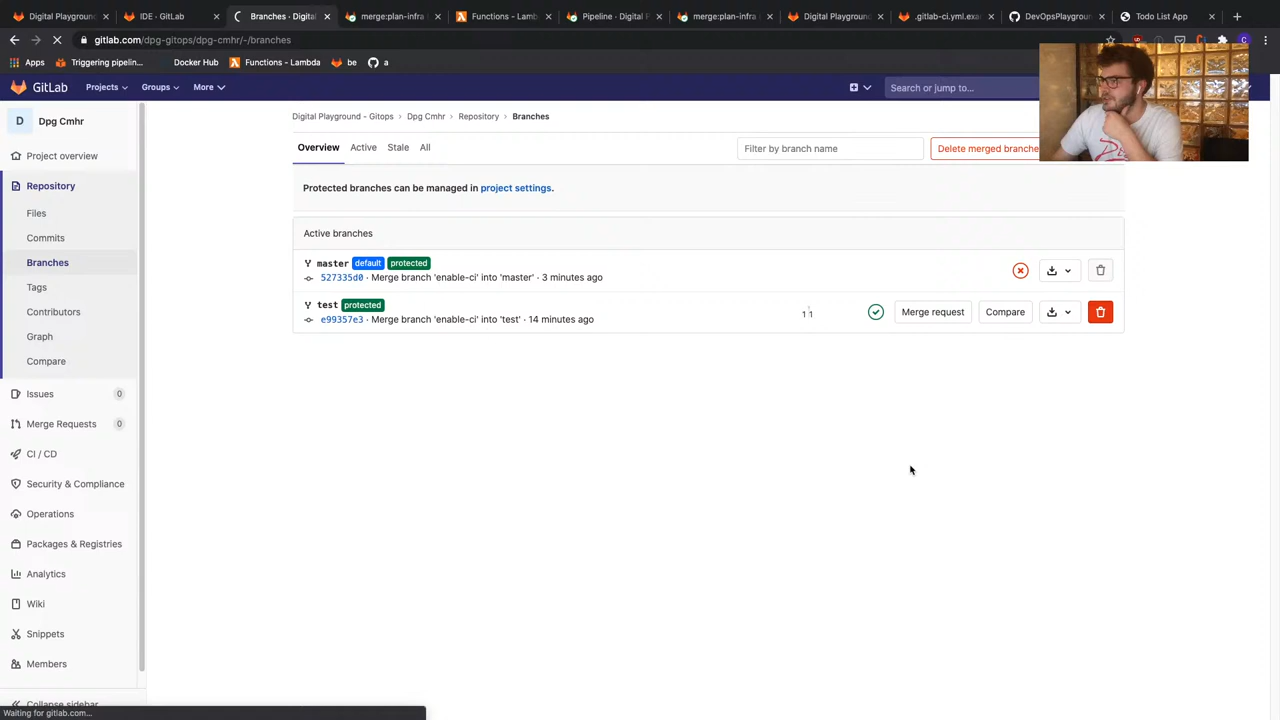 Digital Playground
IDE · GitLab
Branches · Digital
merge:plan-infra
Functions - Lamb
Pipeline · Digital P
merge:plan-infra
Digital Playground
.gitlab-ci.yml.exam
DevOpsPlaygroun
Todo List App
gitlab.com/dpg-gitops/dpg-cmhr/-/branches
Apps
Triggering pipelin...
Docker Hub
Functions - Lambda
be
a
GitLab
Projects
Groups
More
Search or jump to...
D
Dpg Cmhr
Project overview
Repository
Files
Commits
Branches
Tags
Contributors
Graph
Compare
Issues 0
Merge Requests 0
CI / CD
Security & Compliance
Operations
Packages & Registries
Analytics
Wiki
Snippets
Members
Collapse sidebar
Digital Playground - Gitops > Dpg Cmhr > Repository > Branches
Overview Active Stale All
Filter by branch name
Delete merged branche
Protected branches can be managed in project settings.
Active branches
master default protected
527335d0 · Merge branch 'enable-ci' into 'master' · 3 minutes ago
test protected
e99357e3 · Merge branch 'enable-ci' into 'test' · 14 minutes ago
1 1
Merge request
Compare
Waiting for gitlab.com...